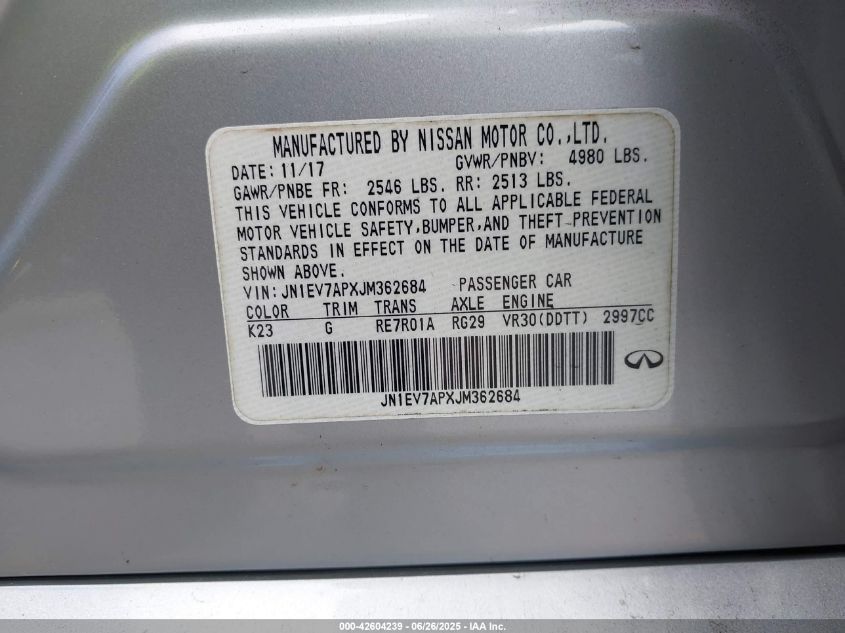 MANUFACTURED BY NISSAN MOTOR CO.,LTD.
DATE: 11/17 GVWR/PNBV: 4980 LBS.
GAWR/PNBE FR: 2546 LBS. RR: 2513 LBS.
THIS VEHICLE CONFORMS TO ALL APPLICABLE FEDERAL
MOTOR VEHICLE SAFETY,BUMPER,AND THEFT PREVENTION
STANDARDS IN EFFECT ON THE DATE OF MANUFACTURE
SHOWN ABOVE.
VIN: JN1EV7APXJM362684 PASSENGER CAR
COLOR TRIM TRANS AXLE ENGINE
K23 G RE7R01A RG29 VR30(DDTT) 2997CC
JN1EV7APXJM362684
000-42604239 - 06/26/2025 - IAA Inc.